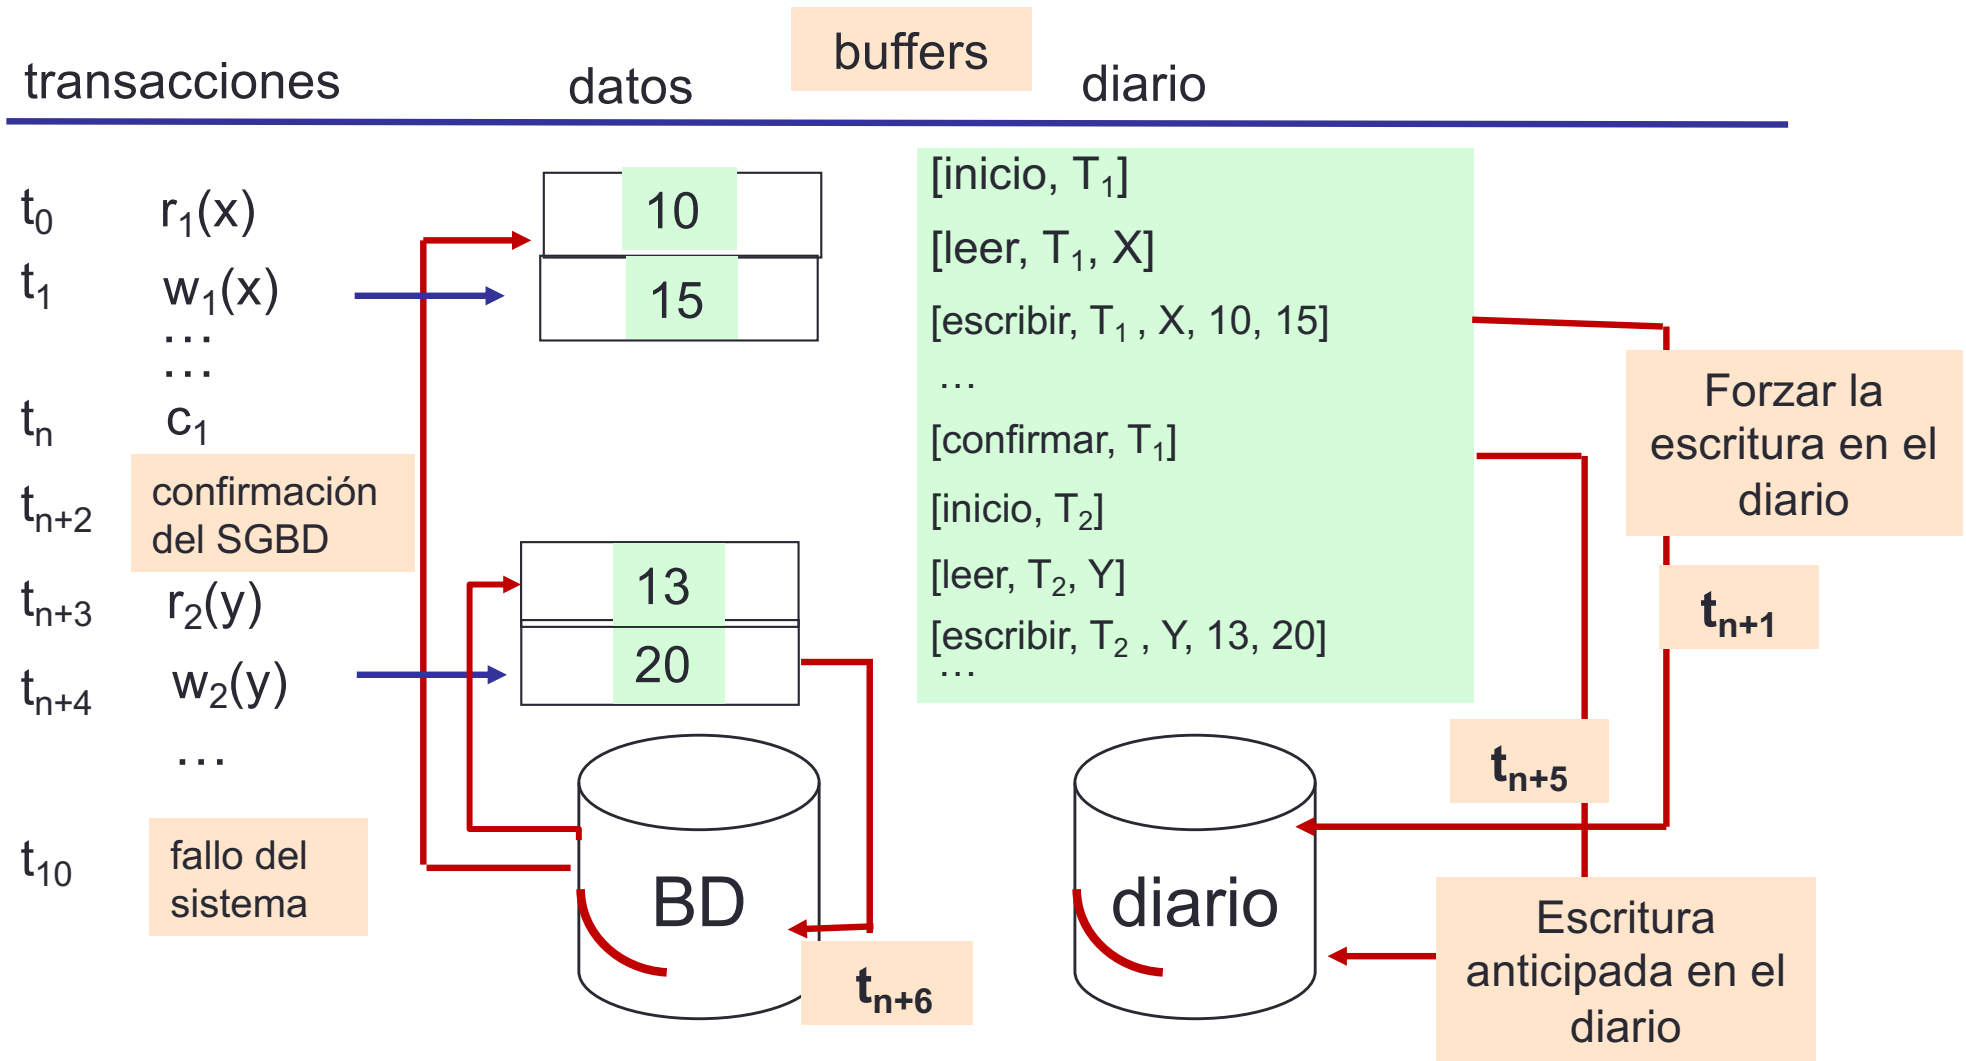 buffers
transacciones datos diario
t0 r1(x) 10 [inicio, T1]
t1 w1(x) 15 [leer, T1, X]
... [escribir, T1 , X, 10, 15]
... ...
tn c1 [confirmar, T1]
Forzar la
escritura en el
diario
tn+1
tn+2 confirmación
del SGBD
[inicio, T2]
tn+3 r2(y) 13 [leer, T2, Y]
tn+4 w2(y) 20 [escribir, T2 , Y, 13, 20]
... ...
tn+5
t10 fallo del
sistema
BD diario
tn+6
Escritura
anticipada en el
diario